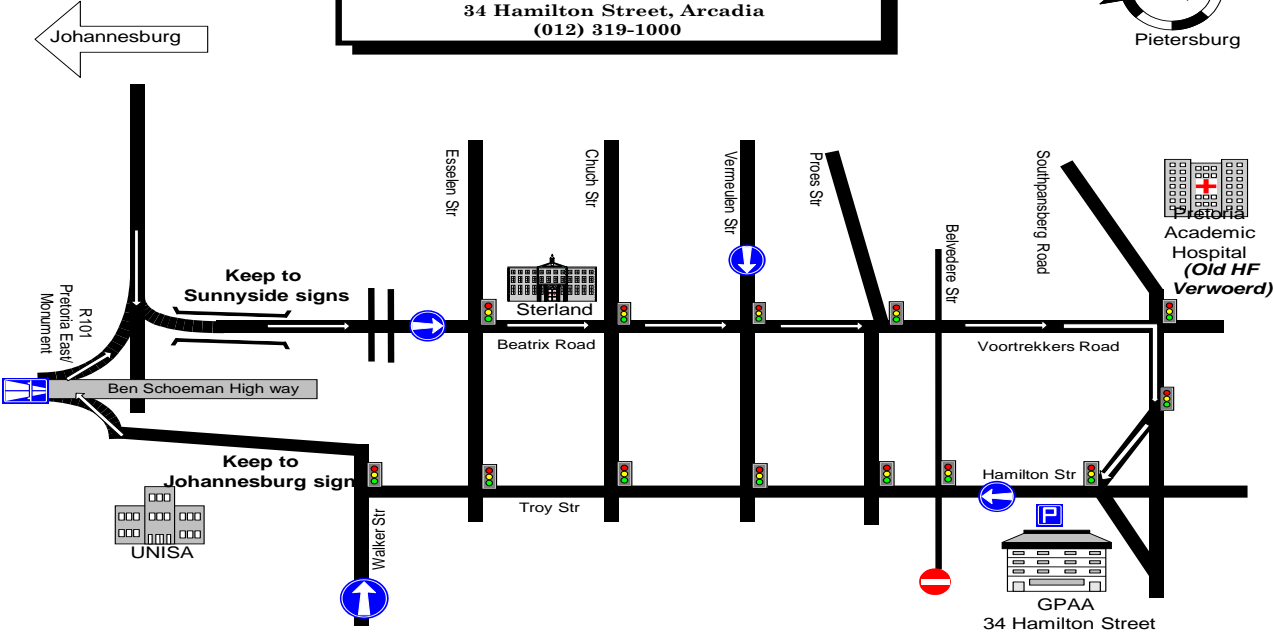 34 Hamilton Street, Arcadia
(012) 319-1000
Johannesburg
Pietersburg
Esselen Str
Chuch Str
Vermeulen Str
Proes Str
Belvedere Str
Southpansberg Road
Pretoria
Academic
Hospital
(Old HF
Verwoerd)
Keep to
Sunnyside signs
Sterland
Beatrix Road
Voortrekkers Road
R101
Pretoria East/
Monument
Ben Schoeman High way
Keep to
Johannesburg sign
UNISA
Walker Str
Troy Str
Hamilton Str
P
GPAA
34 Hamilton Street